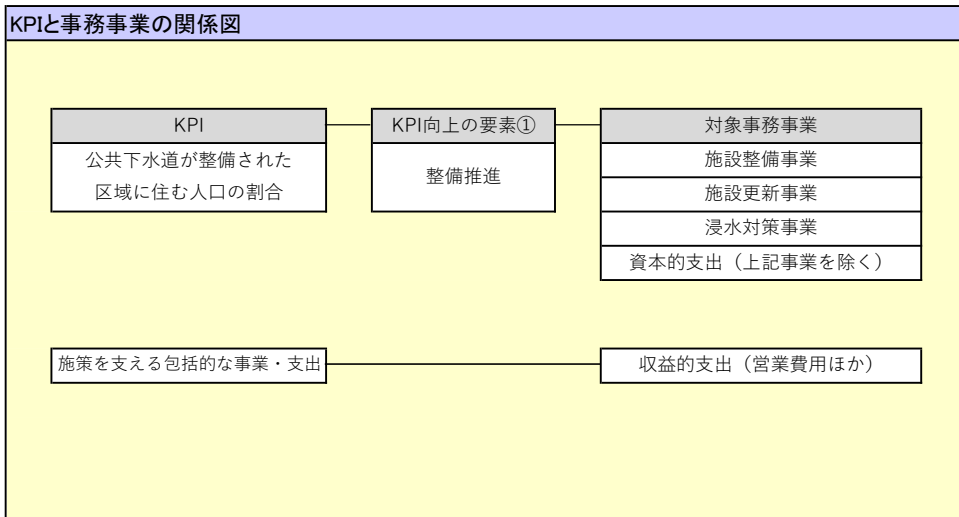 KPIと事務事業の関係図
KPI
KPI向上の要素①
対象事務事業
公共下水道が整備された
区域に住む人口の割合
整備推進
施設整備事業
施設更新事業
浸水対策事業
資本的支出（上記事業を除く）
施策を支える包括的な事業・支出
収益的支出（営業費用ほか）